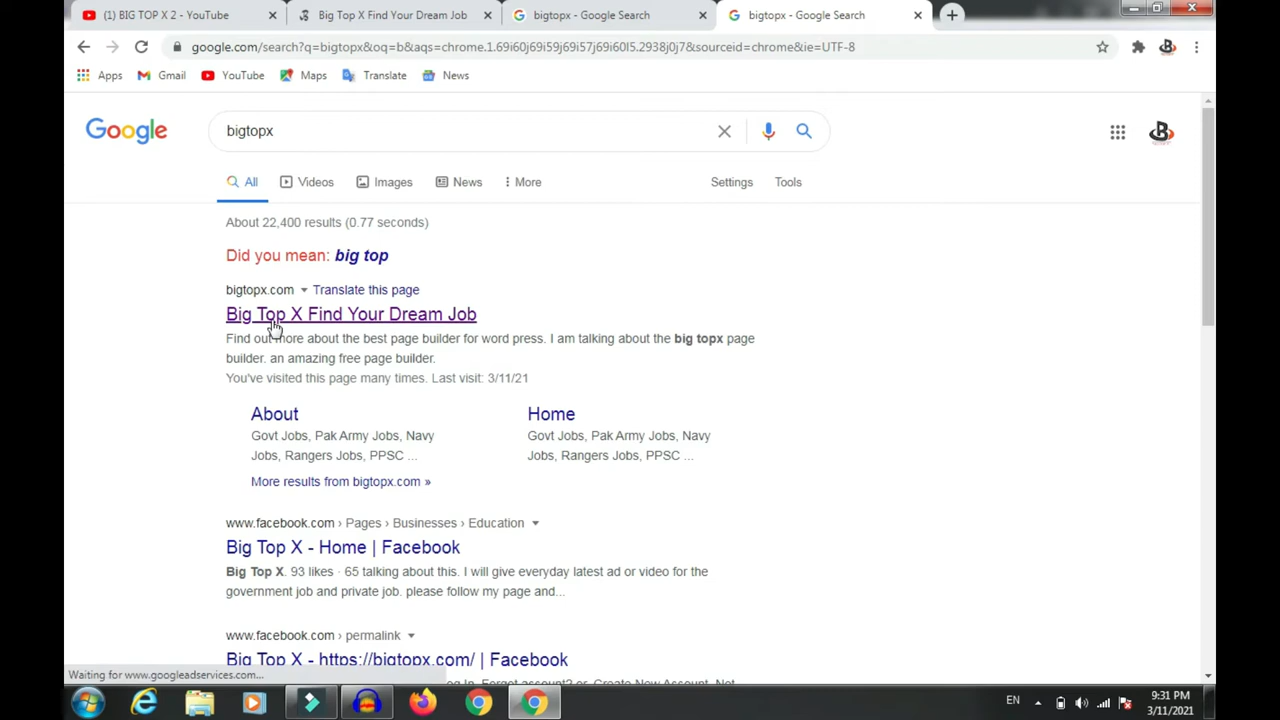 (1) BIG TOP X 2 - YouTube
Big Top X Find Your Dream Job
bigtopx - Google Search
bigtopx - Google Search
google.com/search?q=bigtopx&oq=b&aqs=chrome.1.69i60j69i59j69i57j69i60l5.2938j0j7&sourceid=chrome&ie=UTF-8
Apps Gmail YouTube Maps Translate News
Google
bigtopx
All Videos Images News More Settings Tools
About 22,400 results (0.77 seconds)
Did you mean: big top
bigtopx.com Translate this page
Big Top X Find Your Dream Job
Find out more about the best page builder for word press. I am talking about the big topx page
builder. an amazing free page builder.
You've visited this page many times. Last visit: 3/11/21
About
Govt Jobs, Pak Army Jobs, Navy
Jobs, Rangers Jobs, PPSC ...
Home
Govt Jobs, Pak Army Jobs, Navy
Jobs, Rangers Jobs, PPSC ...
More results from bigtopx.com »
www.facebook.com › Pages › Businesses › Education
Big Top X - Home | Facebook
Big Top X. 93 likes · 65 talking about this. I will give everyday latest ad or video for the
government job and private job. please follow my page and...
www.facebook.com › permalink
Big Top X - https://bigtopx.com/ | Facebook
Log In. Forgot account? or. Create New Account. Not
Waiting for www.googleadservices.com...
EN
9:31 PM
3/11/2021